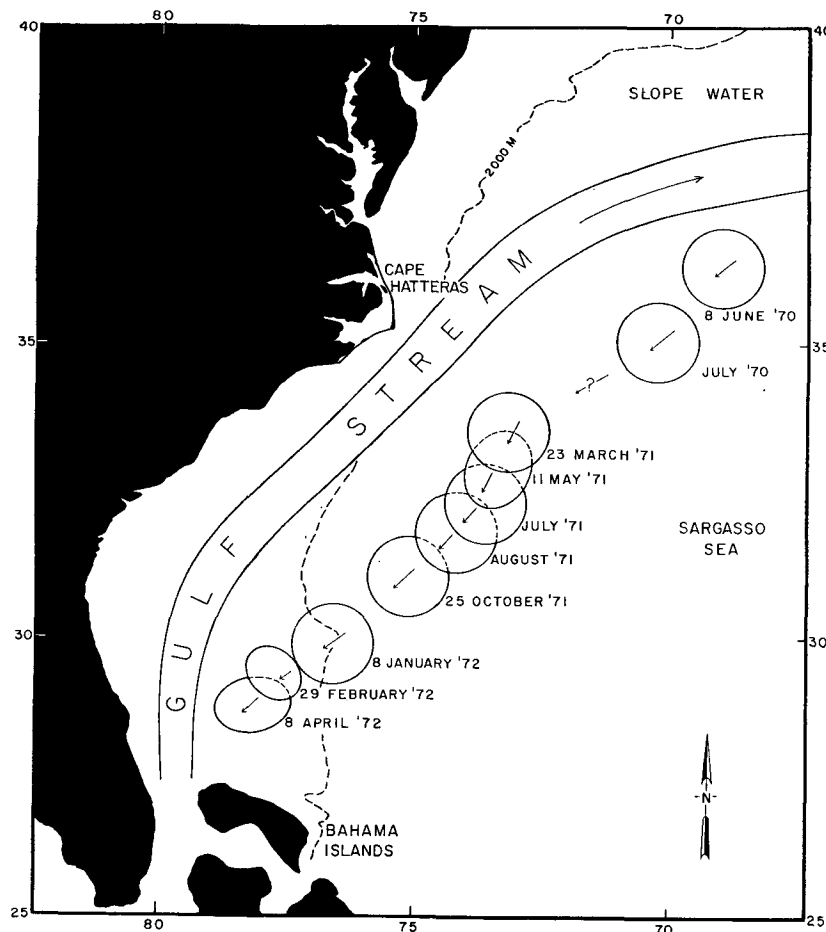 80
75
70
40
40
SLOPE WATER
2000 M
CAPE
HATTERAS
GULF STREAM
8 JUNE '70
35
35
JULY '70
?
23 MARCH '71
11 MAY '71
JULY '71
SARGASSO
SEA
AUGUST '71
25 OCTOBER '71
30
30
8 JANUARY '72
29 FEBRUARY '72
8 APRIL '72
N
BAHAMA
ISLANDS
25
25
80
75
70